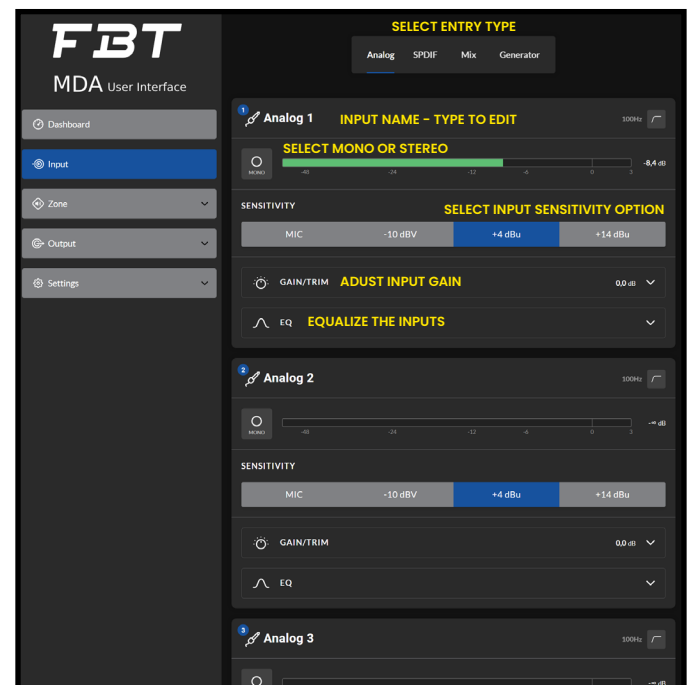 SELECT ENTRY TYPE
FBT
MDA User Interface
Analog SPDIF Mix Generator
Dashboard
Input
Zone
Output
Settings
1 Analog 1 INPUT NAME - TYPE TO EDIT 100Hz
SELECT MONO OR STEREO
MONO -48 -24 -12 -6 0 3 -8,4 dB
SENSITIVITY SELECT INPUT SENSITIVITY OPTION
MIC -10 dBV +4 dBu +14 dBu
GAIN/TRIM ADUST INPUT GAIN 0,0 dB
EQ EQUALIZE THE INPUTS
2 Analog 2 100Hz
MONO -48 -24 -12 -6 0 3 -∞ dB
SENSITIVITY
MIC -10 dBV +4 dBu +14 dBu
GAIN/TRIM 0,0 dB
EQ
3 Analog 3 100Hz
-∞ dB